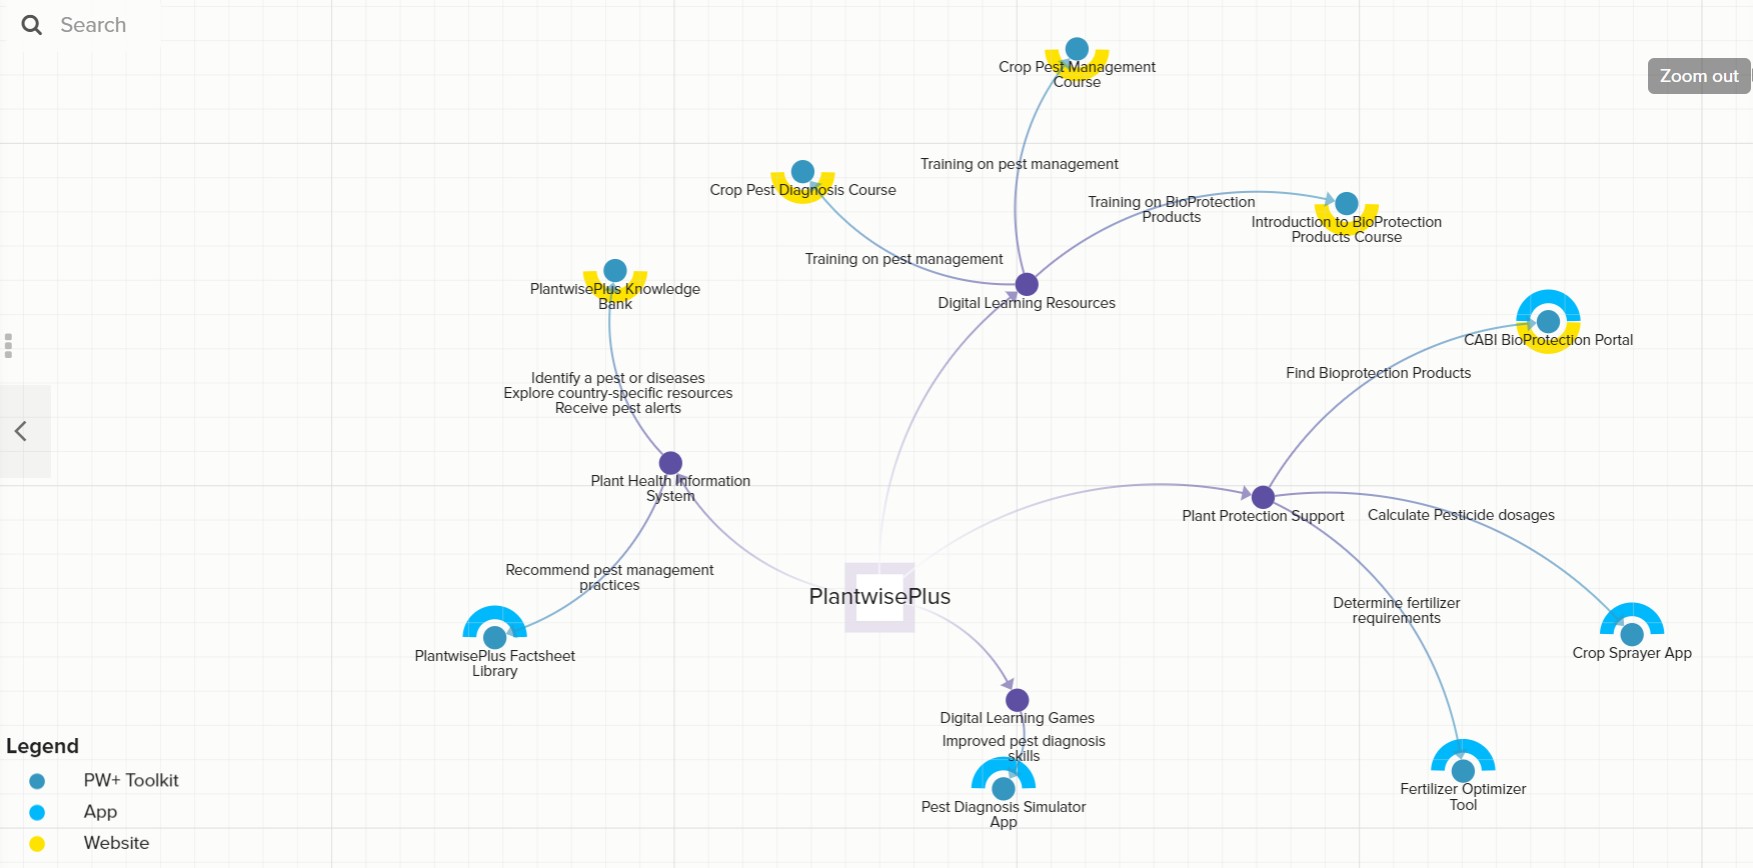 Search
Zoom out
Crop Pest Management
Course
Training on pest management
Crop Pest Diagnosis Course
Training on BioProtection
Products
Introduction to BioProtection
Products Course
Training on pest management
PlantwisePlus Knowledge
Bank
Digital Learning Resources
CABI BioProtection Portal
Find Bioprotection Products
Identify a pest or diseases
Explore country-specific resources
Receive pest alerts
Plant Health Information
System
Plant Protection Support
Calculate Pesticide dosages
Recommend pest management
practices
PlantwisePlus
Determine fertilizer
requirements
PlantwisePlus Factsheet
Library
Crop Sprayer App
Digital Learning Games
Improved pest diagnosis
skills
Pest Diagnosis Simulator
App
Fertilizer Optimizer
Tool
Legend
PW+ Toolkit
App
Website